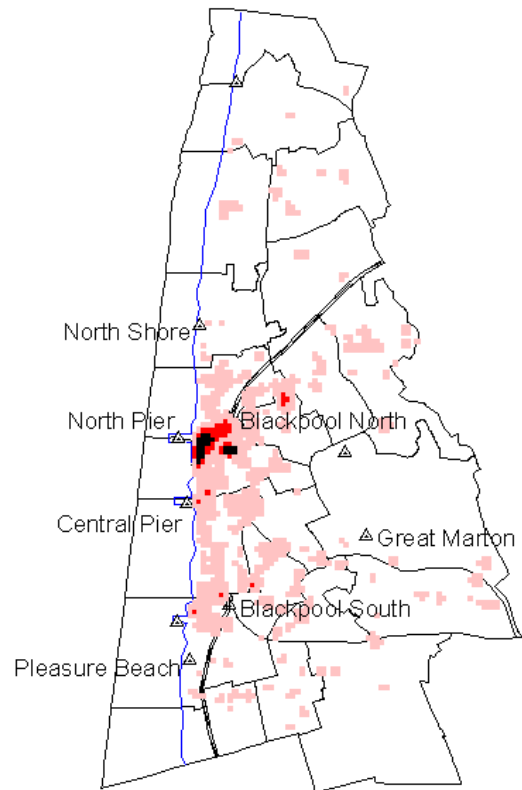 North Shore
North Pier
Blackpool North
Central Pier
Great Marton
Blackpool South
Pleasure Beach